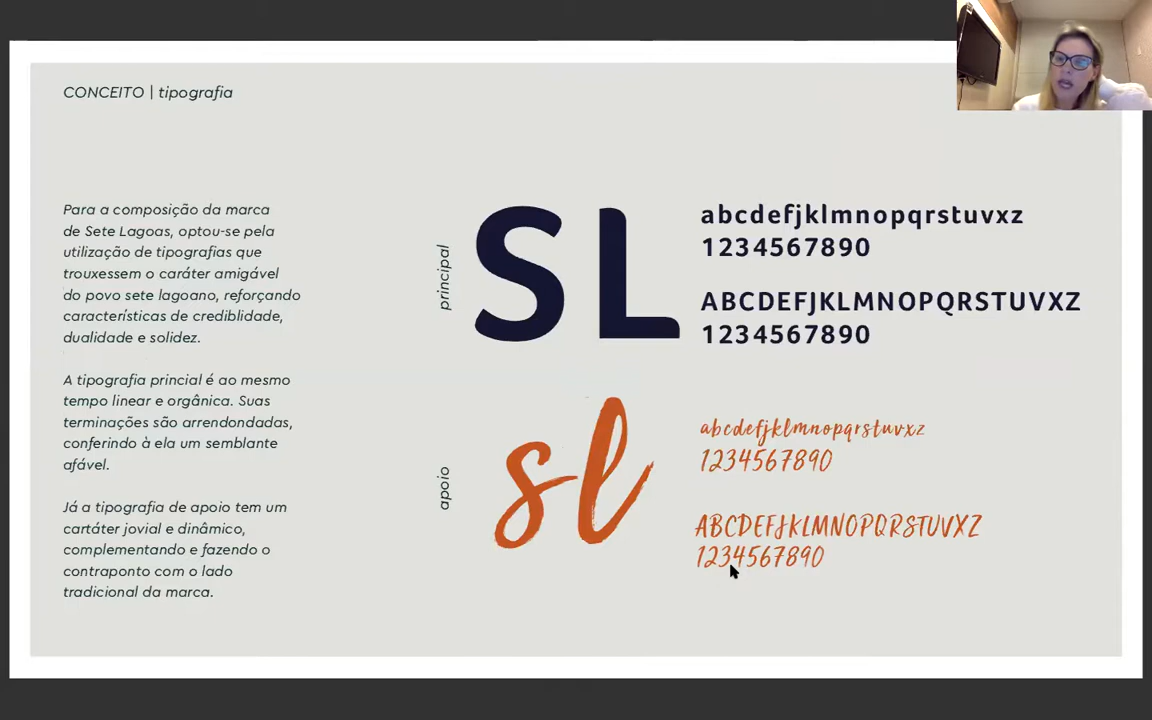 CONCEITO | tipografia
Para a composição da marca
de Sete Lagoas, optou-se pela
utilização de tipografias que
trouxessem o caráter amigável
do povo sete lagoano, reforçando
características de crediblidade,
dualidade e solidez.
A tipografia princial é ao mesmo
tempo linear e orgânica. Suas
terminações são arrendondadas,
conferindo à ela um semblante
afável.
Já a tipografia de apoio tem um
cartáter jovial e dinâmico,
complementando e fazendo o
contraponto com o lado
tradicional da marca.
principal
SL
abcdefjklmnopqrstuvxz
1234567890
ABCDEFJKLMNOPQRSTUVXZ
1234567890
apoio
sl
abcdefjklmnopqrstuvxz
1234567890
ABCDEFJKLMNOPQRSTUVXZ
1234567890